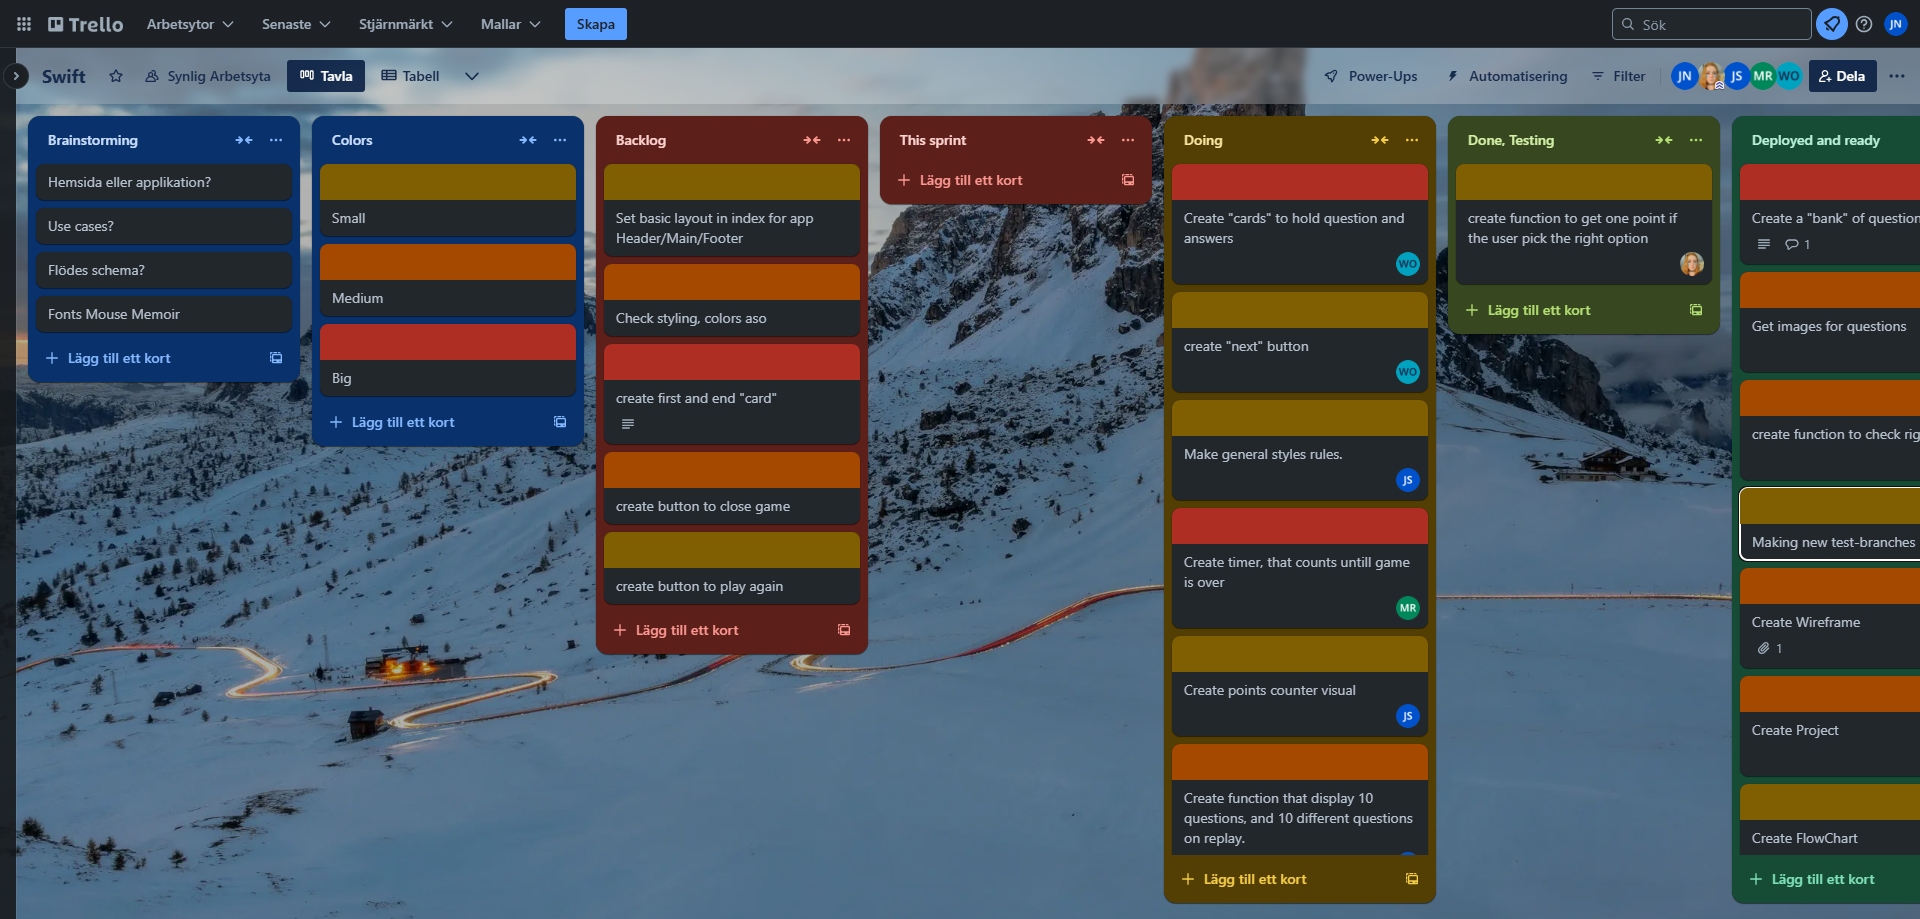 Trello
Arbetsytor
Senaste
Stjärnmärkt
Mallar
Skapa
Sök
JN
Swift
Synlig Arbetsyta
Tavla
Tabell
Power-Ups
Automatisering
Filter
JN
JS
MR
WO
Dela
Brainstorming
Hemsida eller applikation?
Use cases?
Flödes schema?
Fonts Mouse Memoir
Lägg till ett kort
Colors
Small
Medium
Big
Lägg till ett kort
Backlog
Set basic layout in index for app
Header/Main/Footer
Check styling, colors aso
create first and end "card"
create button to close game
create button to play again
Lägg till ett kort
This sprint
Lägg till ett kort
Doing
Create "cards" to hold question and
answers
WO
create "next" button
WO
Make general styles rules.
JS
Create timer, that counts untill game
is over
MR
Create points counter visual
JS
Create function that display 10
questions, and 10 different questions
on replay.
Lägg till ett kort
Done, Testing
create function to get one point if
the user pick the right option
Lägg till ett kort
Deployed and ready
Create a "bank" of question
1
Get images for questions
create function to check rig
Making new test-branches
Create Wireframe
1
Create Project
Create FlowChart
Lägg till ett kort